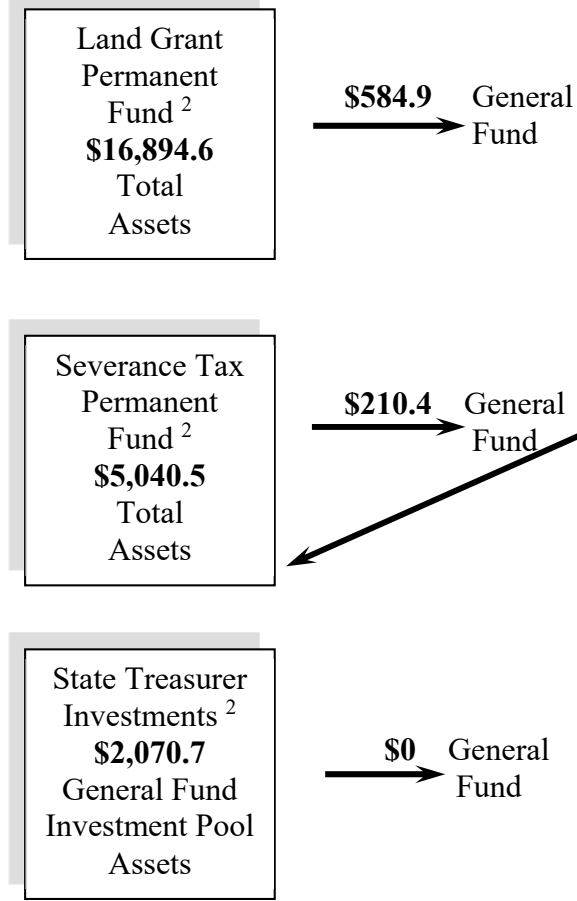 Land Grant
Permanent
Fund 2
$16,894.6
Total
Assets
$584.9
General
Fund
Severance Tax
Permanent
Fund 2
$5,040.5
Total
Assets
$210.4
General
Fund
State Treasurer
Investments 2
$2,070.7
General Fund
Investment Pool
Assets
$0
General
Fund